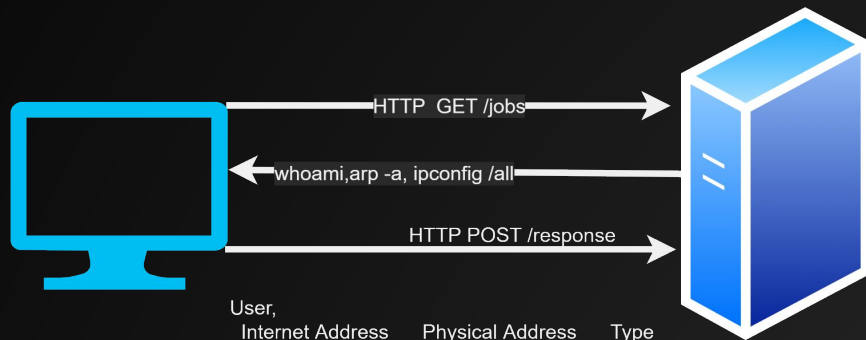 HTTP  GET /jobs
whoami,arp -a, ipconfig /all
HTTP POST /response
User,
Internet Address Physical Address Type